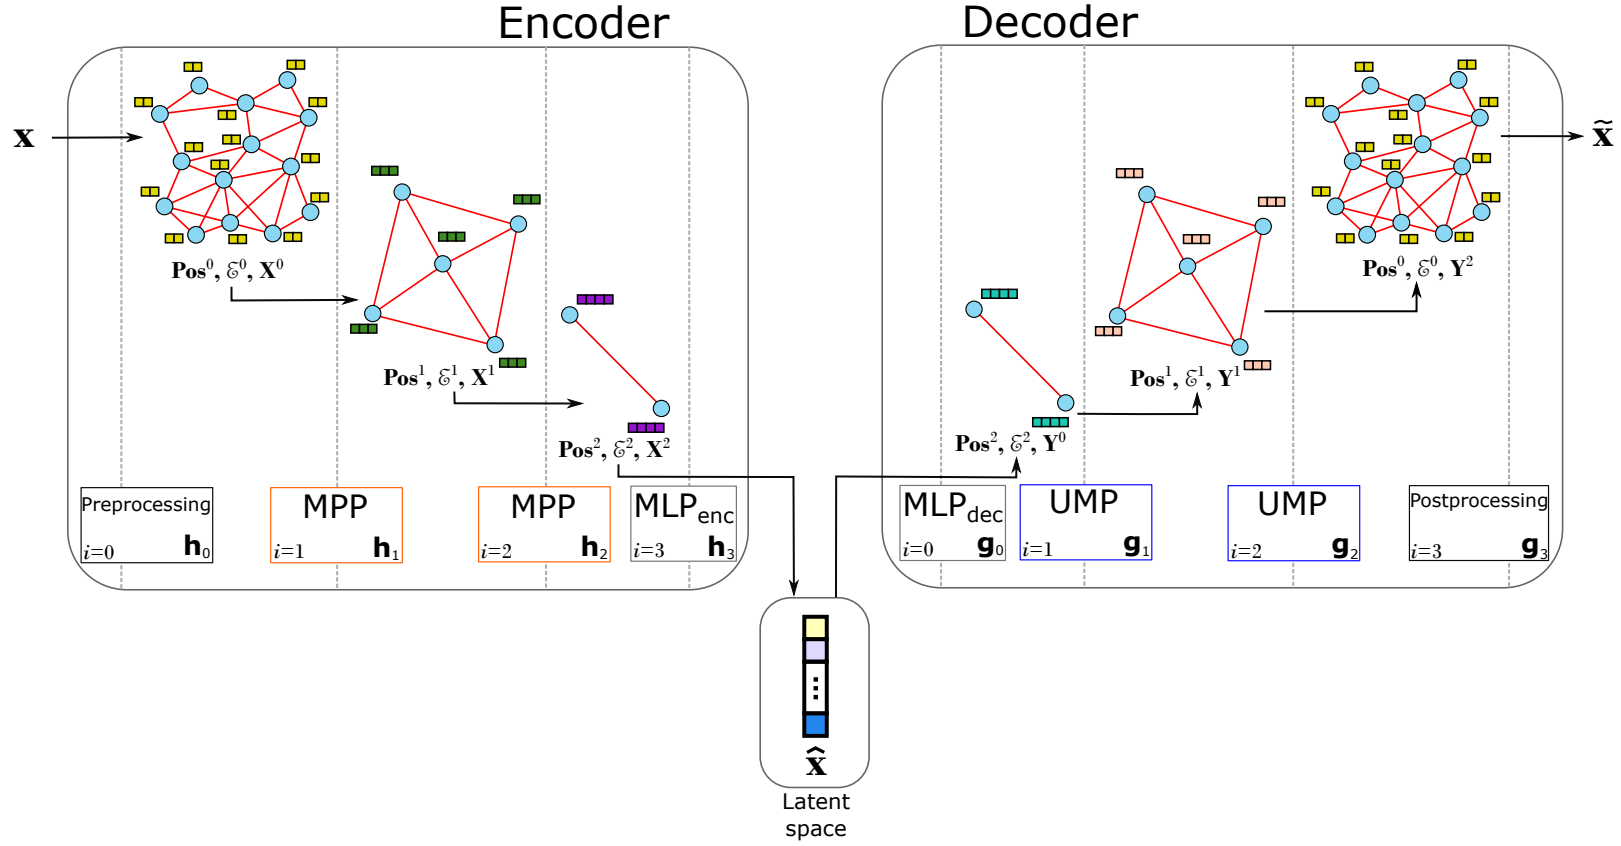 Encoder
Decoder
x
x̃
Pos⁰, ℰ⁰, X⁰
Pos¹, ℰ¹, X¹
Pos², ℰ², X²
Pos², ℰ², Y⁰
Pos¹, ℰ¹, Y¹
Pos⁰, ℰ⁰, Y²
Preprocessing
i=0 h₀
MPP
i=1 h₁
MPP
i=2 h₂
MLPenc
i=3 h₃
MLPdec
i=0 g₀
UMP
i=1 g₁
UMP
i=2 g₂
Postprocessing
i=3 g₃
x̂
Latent
space